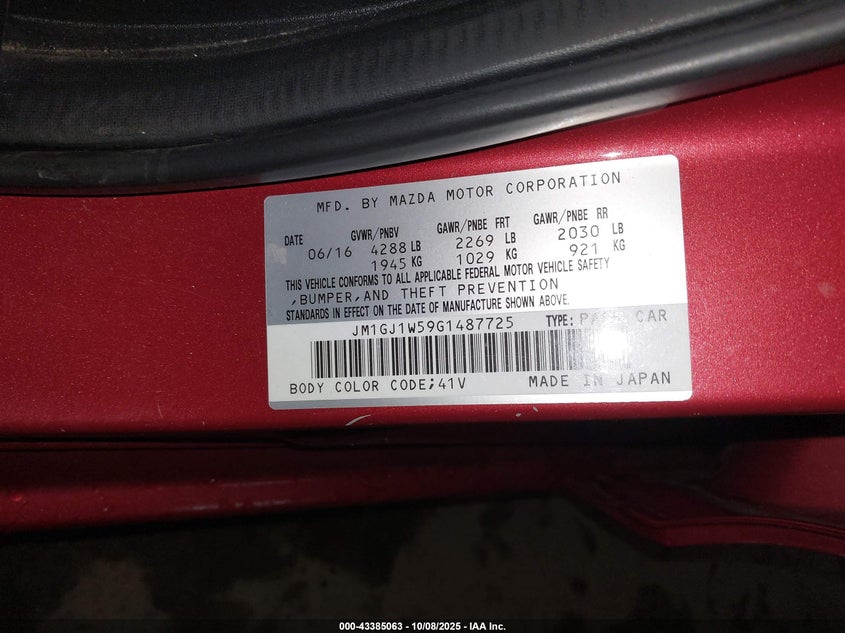 MFD. BY MAZDA MOTOR CORPORATION
DATE GVWR/PNBV GAWR/PNBE FRT GAWR/PNBE RR
06/16 4288 LB 2269 LB 2030 LB
1945 KG 1029 KG 921 KG
THIS VEHICLE CONFORMS TO ALL APPLICABLE FEDERAL MOTOR VEHICLE SAFETY
,BUMPER,AND THEFT PREVENTION
STANDARDS IN EFFECT ON THE DATE OF MANUFACTURE SHOWN ABOVE.
JM1GJ1W59G1487725 TYPE: PASS CAR
BODY COLOR CODE;41V MADE IN JAPAN
000-43385063 - 10/08/2025 - IAA Inc.